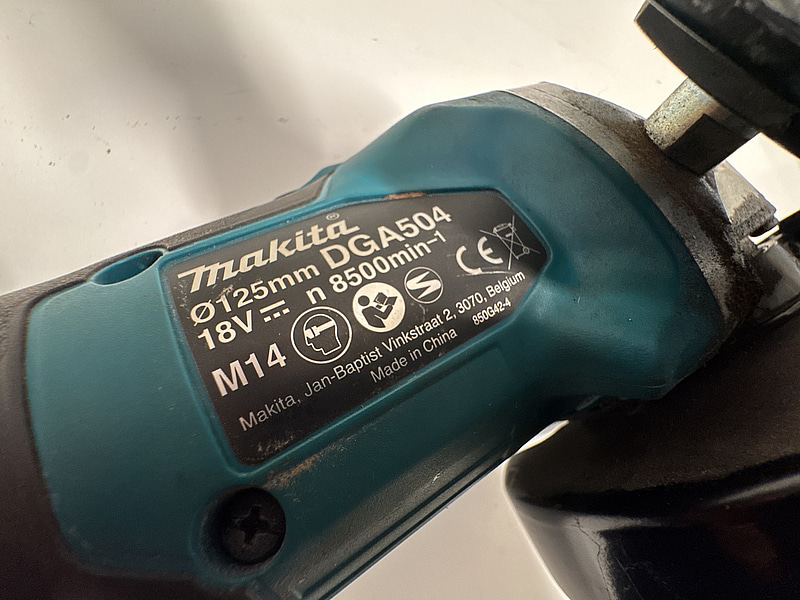 makita®
Ø125mm DGA504
18V n 8500min⁻¹
M14
CE
Makita, Jan-Baptist Vinkstraat 2, 3070, Belgium
Made in China 850G42-4